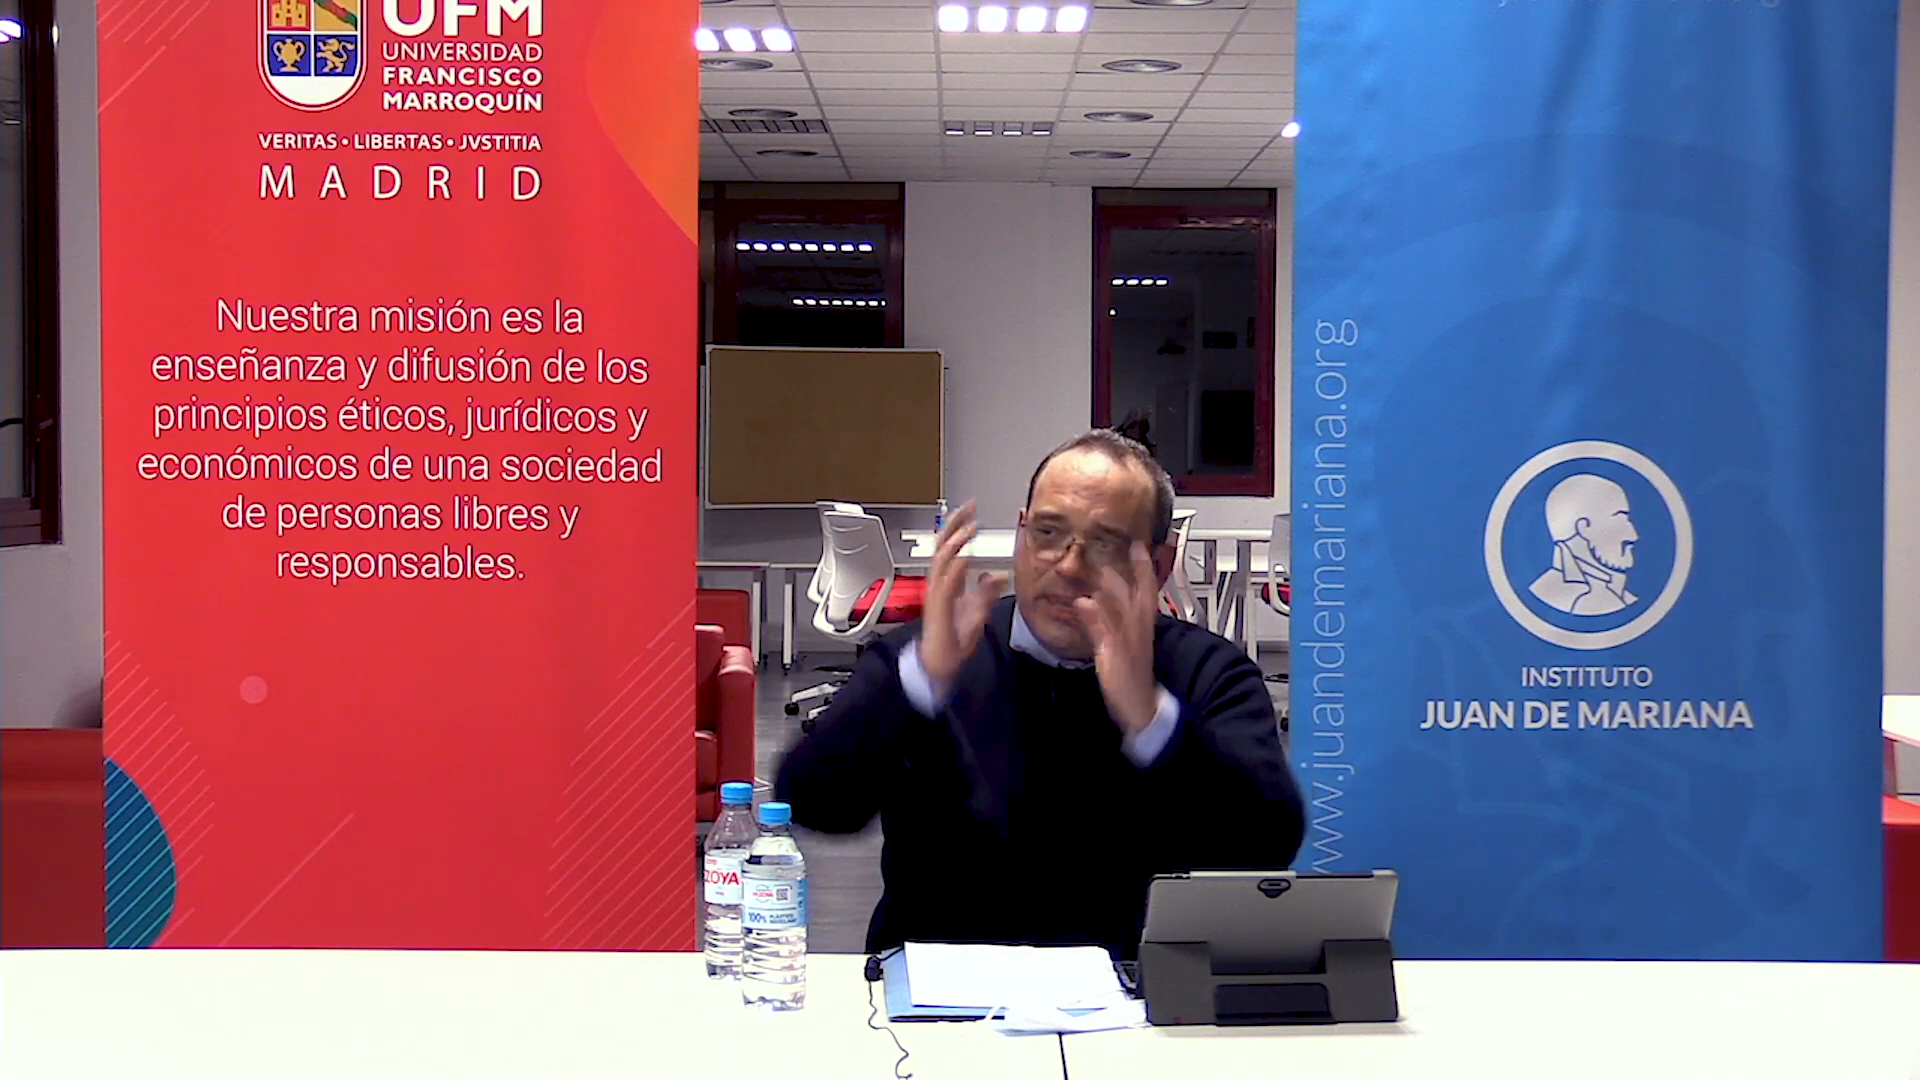 UFM
UNIVERSIDAD
FRANCISCO
MARROQUÍN
VERITAS • LIBERTAS • JVSTITIA
MADRID
Nuestra misión es la
enseñanza y difusión de los
principios éticos, jurídicos y
económicos de una sociedad
de personas libres y
responsables.
www.juandemariana.org
INSTITUTO
JUAN DE MARIANA
100%